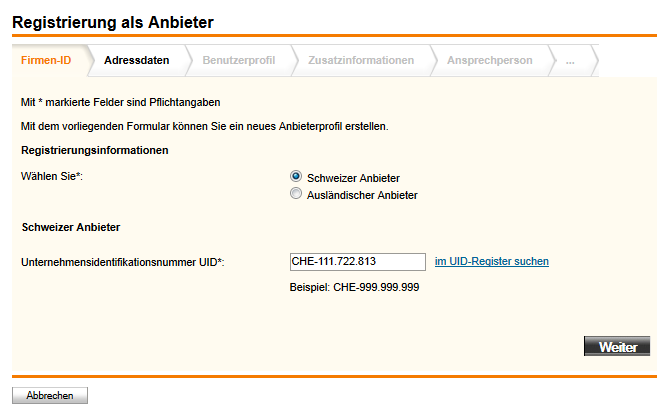 Registrierung als Anbieter
Firmen-ID Adressdaten Benutzerprofil Zusatzinformationen Ansprechperson ...
Mit * markierte Felder sind Pflichtangaben
Mit dem vorliegenden Formular können Sie ein neues Anbieterprofil erstellen.
Registrierungsinformationen
Wählen Sie*: Schweizer Anbieter
Ausländischer Anbieter
Schweizer Anbieter
Unternehmensidentifikationsnummer UID*: CHE-111.722.813 im UID-Register suchen
Beispiel: CHE-999.999.999
Weiter
Abbrechen